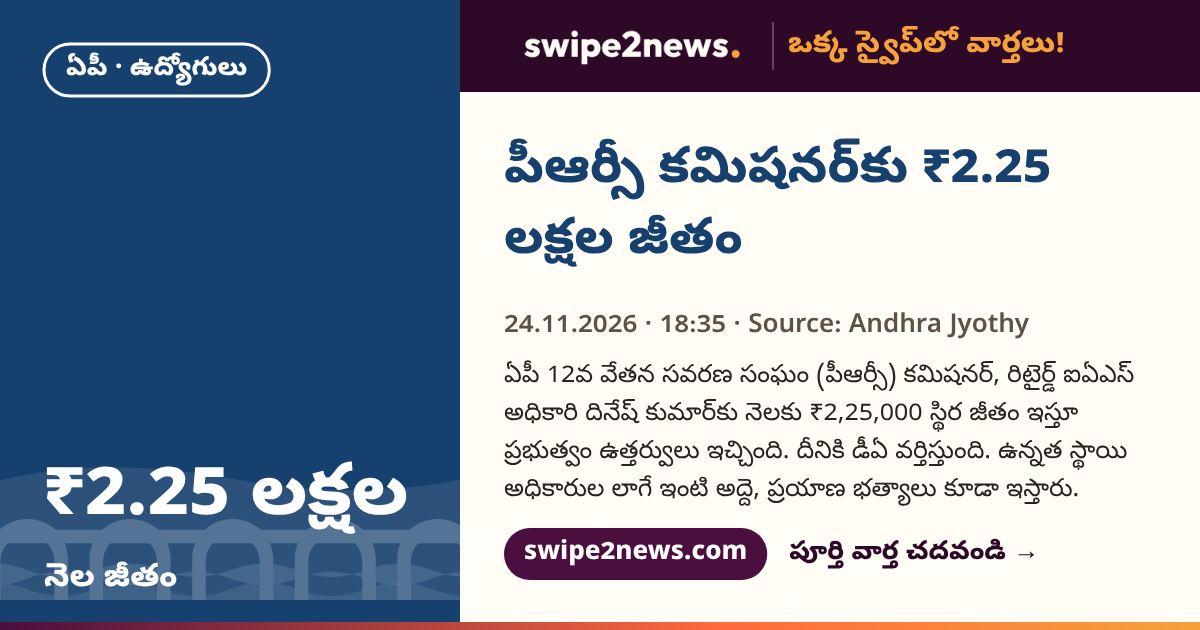 ఏపీ · ఉద్యోగులు
₹2.25 లక్షల
నెల జీతం
swipe2news.
ఒక్క స్వైప్‌లో వార్తలు!
పీఆర్సీ కమిషనర్‌కు ₹2.25
లక్షల జీతం
24.11.2026 · 18:35 · Source: Andhra Jyothy
ఏపీ 12వ వేతన సవరణ సంఘం (పీఆర్సీ) కమిషనర్, రిటైర్డ్ ఐఏఎస్
అధికారి దినేష్ కుమార్‌కు నెలకు ₹2,25,000 స్థిర జీతం ఇస్తూ
ప్రభుత్వం ఉత్తర్వులు ఇచ్చింది. దీనికి డీఏ వర్తిస్తుంది. ఉన్నత స్థాయి
అధికారుల లాగే ఇంటి అద్దె, ప్రయాణ భత్యాలు కూడా ఇస్తారు.
swipe2news.com
పూర్తి వార్త చదవండి →